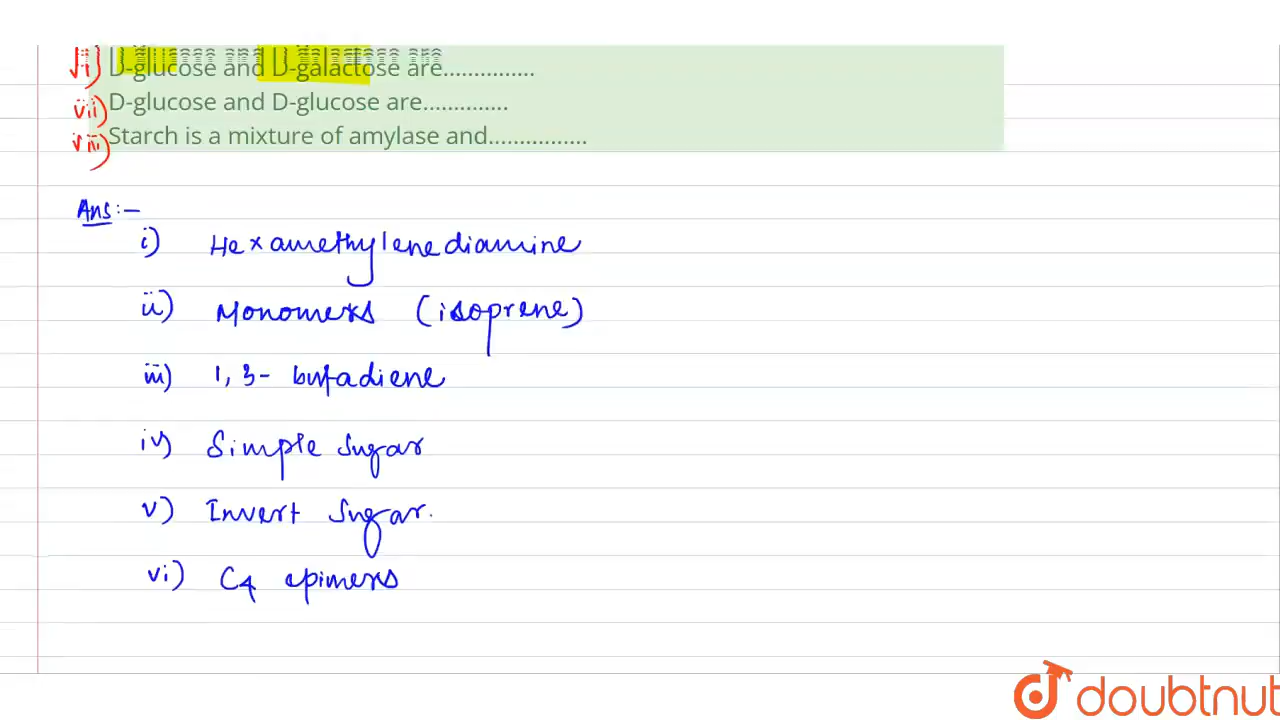 vi) D-glucose and D-galactose are...............
vii) D-glucose and D-glucose are..............
viii) Starch is a mixture of amylase and................
Ans:-
i) Hexamethylenediamine
ii) Monomers (isoprene)
iii) 1, 3- butadiene
iv) Simple Sugar
v) Invert Sugar.
vi) C4 epimers
doubtnut